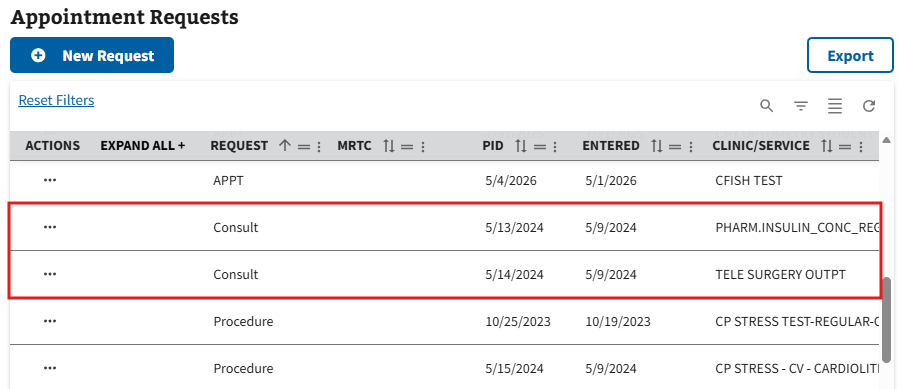 Appointment Requests
New Request
Export
Reset Filters
ACTIONS EXPAND ALL + REQUEST MRTC PID ENTERED CLINIC/SERVICE
... APPT 5/4/2026 5/1/2026 CFISH TEST
... Consult 5/13/2024 5/9/2024 PHARM.INSULIN_CONC_REG
... Consult 5/14/2024 5/9/2024 TELE SURGERY OUTPT
... Procedure 10/25/2023 10/19/2023 CP STRESS TEST-REGULAR-
... Procedure 5/15/2024 5/9/2024 CP STRESS - CV - CARDIOLIT